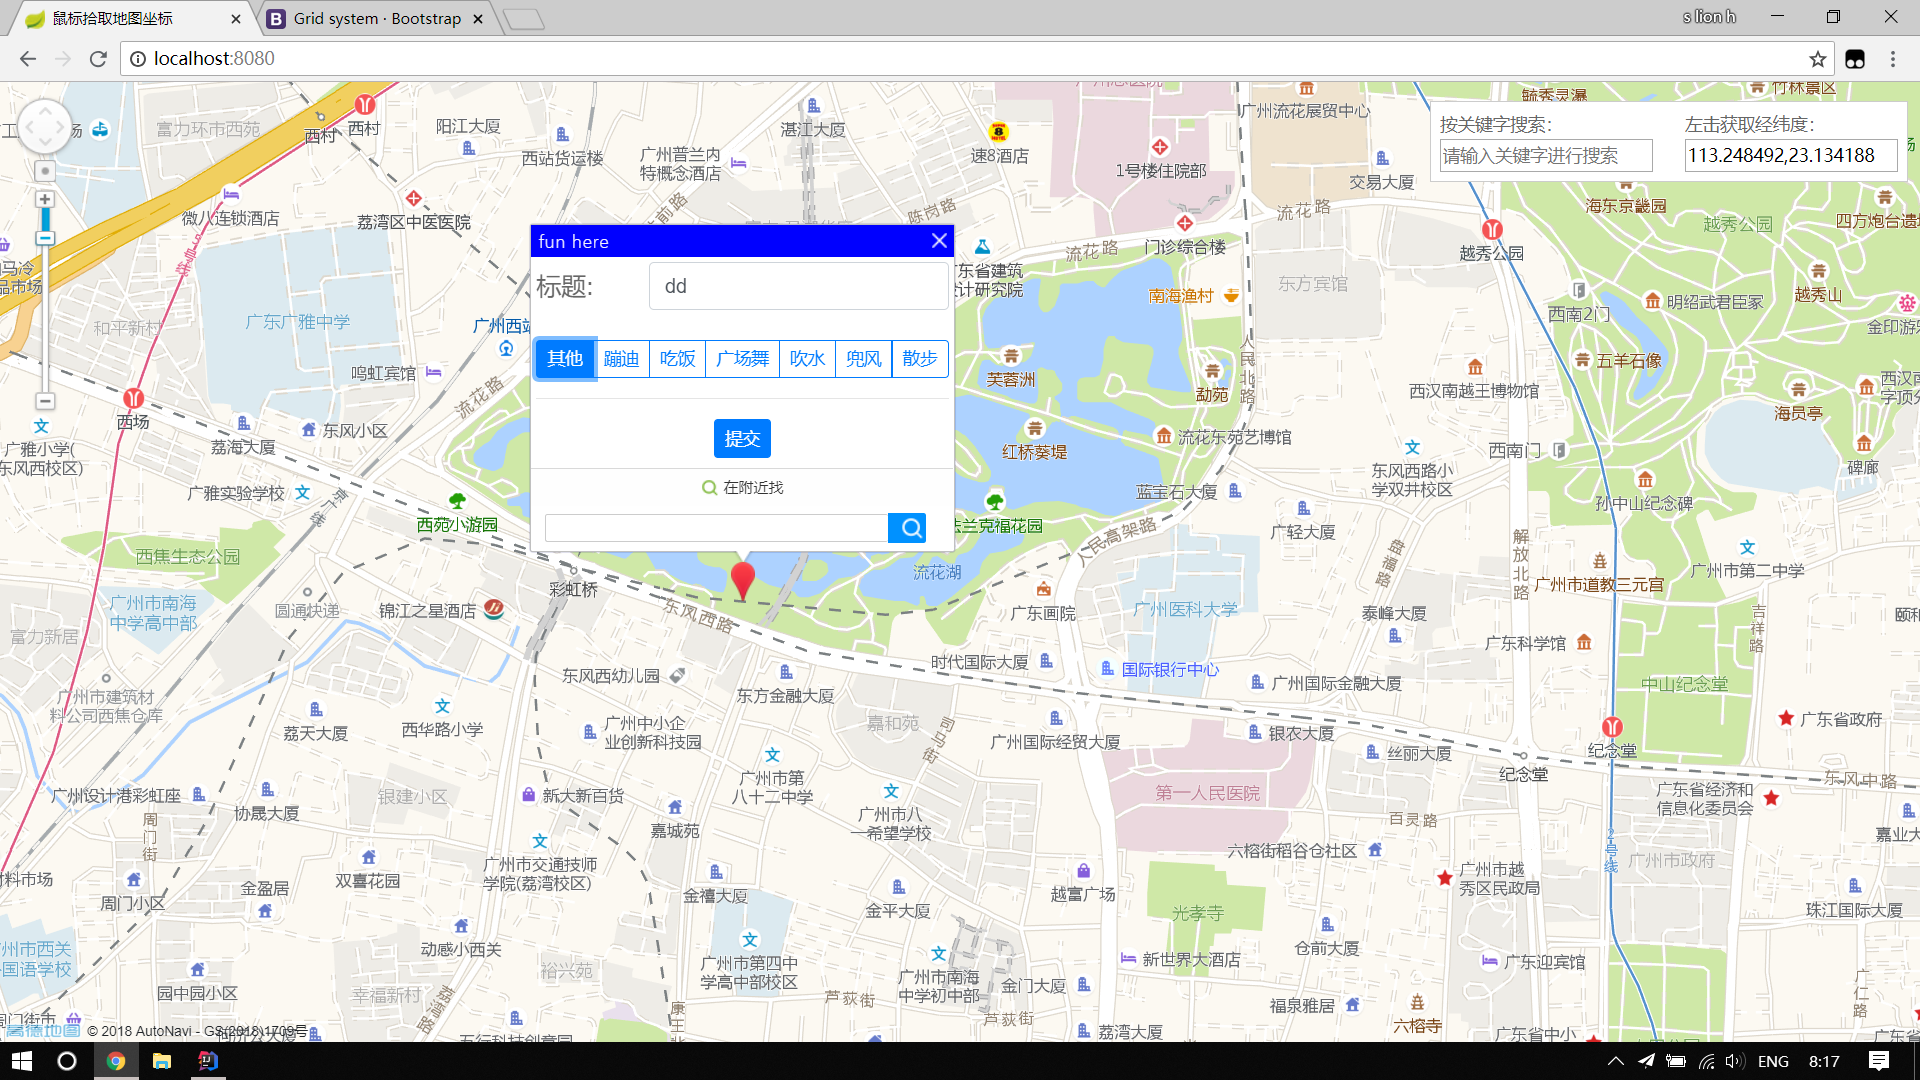 鼠标拾取地图坐标
Grid system · Bootstrap
s lion h
localhost:8080
按关键字搜索：
左击获取经纬度：
请输入关键字进行搜索
113.248492,23.134188
fun here
标题:
dd
其他
蹦迪
吃饭
广场舞
吹水
兜风
散步
提交
在附近找
富力环市西苑
西村
西村
阳江大厦
西站货运楼
湛江大厦
广州普兰内
特概念酒店
速8酒店
1号楼住院部
广州流花展贸中心
毓秀灵瀑
竹林景区
交易大厦
微八连锁酒店
荔湾区中医医院
陈岗路
流花路
流花路
门诊综合楼
海东京畿园
越秀公园
四方炮台遗
越秀公园
东方宾馆
南海渔村
西南2门
明绍武君臣冢
越秀山
金印游
和平新村
广东广雅中学
广州西站
鸣虹宾馆
流花路
芙蓉洲
勐苑
人民北路
五羊石像
西汉南越王博物馆
海员亭
西场
广雅小学(
东风西校区)
荔海大厦
东风小区
红桥葵堤
流花东苑艺博馆
西南门
碑廊
东风西路小
学双井校区
广雅实验学校
京广线
西苑小游园
蓝宝石大厦
孙中山纪念碑
法兰克福花园
广轻大厦
人民高架路
盘福路
解放北路
西焦生态公园
彩虹桥
流花湖
广州市道教三元宫
广州市第二中学
广州市南海
中学高中部
圆通快递
锦江之星酒店
东风西路
广东画院
广州医科大学
泰峰大厦
吉祥路
富力新居
广东科学馆
东风西幼儿园
时代国际大厦
国际银行中心
广州国际金融大厦
中山纪念堂
广州市建筑材
料公司西焦仓库
荔天大厦
西华路小学
东方金融大厦
广州中小企
业创新科技园
嘉和苑
司马街
广州国际经贸大厦
银农大厦
丝丽大厦
广东省政府
纪念堂
纪念堂
东风中路
广州设计港彩虹座
协晟大厦
银建小区
新大新百货
广州市第
八十二中学
第一人民医院
广东省经济和
信息化委员会
周门街
嘉城苑
广州市八
一希望学校
百灵路
2号线
嘉业大
六榕街稻谷仓社区
广州市政府
双喜花园
广州市交通技师
学院(荔湾校区)
越富广场
广州市越
秀区民政局
周门小区
金盈居
金禧大厦
金平大厦
光孝寺
珠江国际大厦
动感小西关
仓前大厦
广州市第四中
学高中部校区
广州市南海
中学初中部
新世界大酒店
广东迎宾馆
裕兴苑
园中园小区
幸福新村
荔湾路
芦荻街
金门大厦
福泉雅居
六榕寺
广仁路
康王
芦荻街
荔湾大厦
广东省中小
高德地图
© 2018 AutoNavi - GS(2018)1709号
ENG
8:17